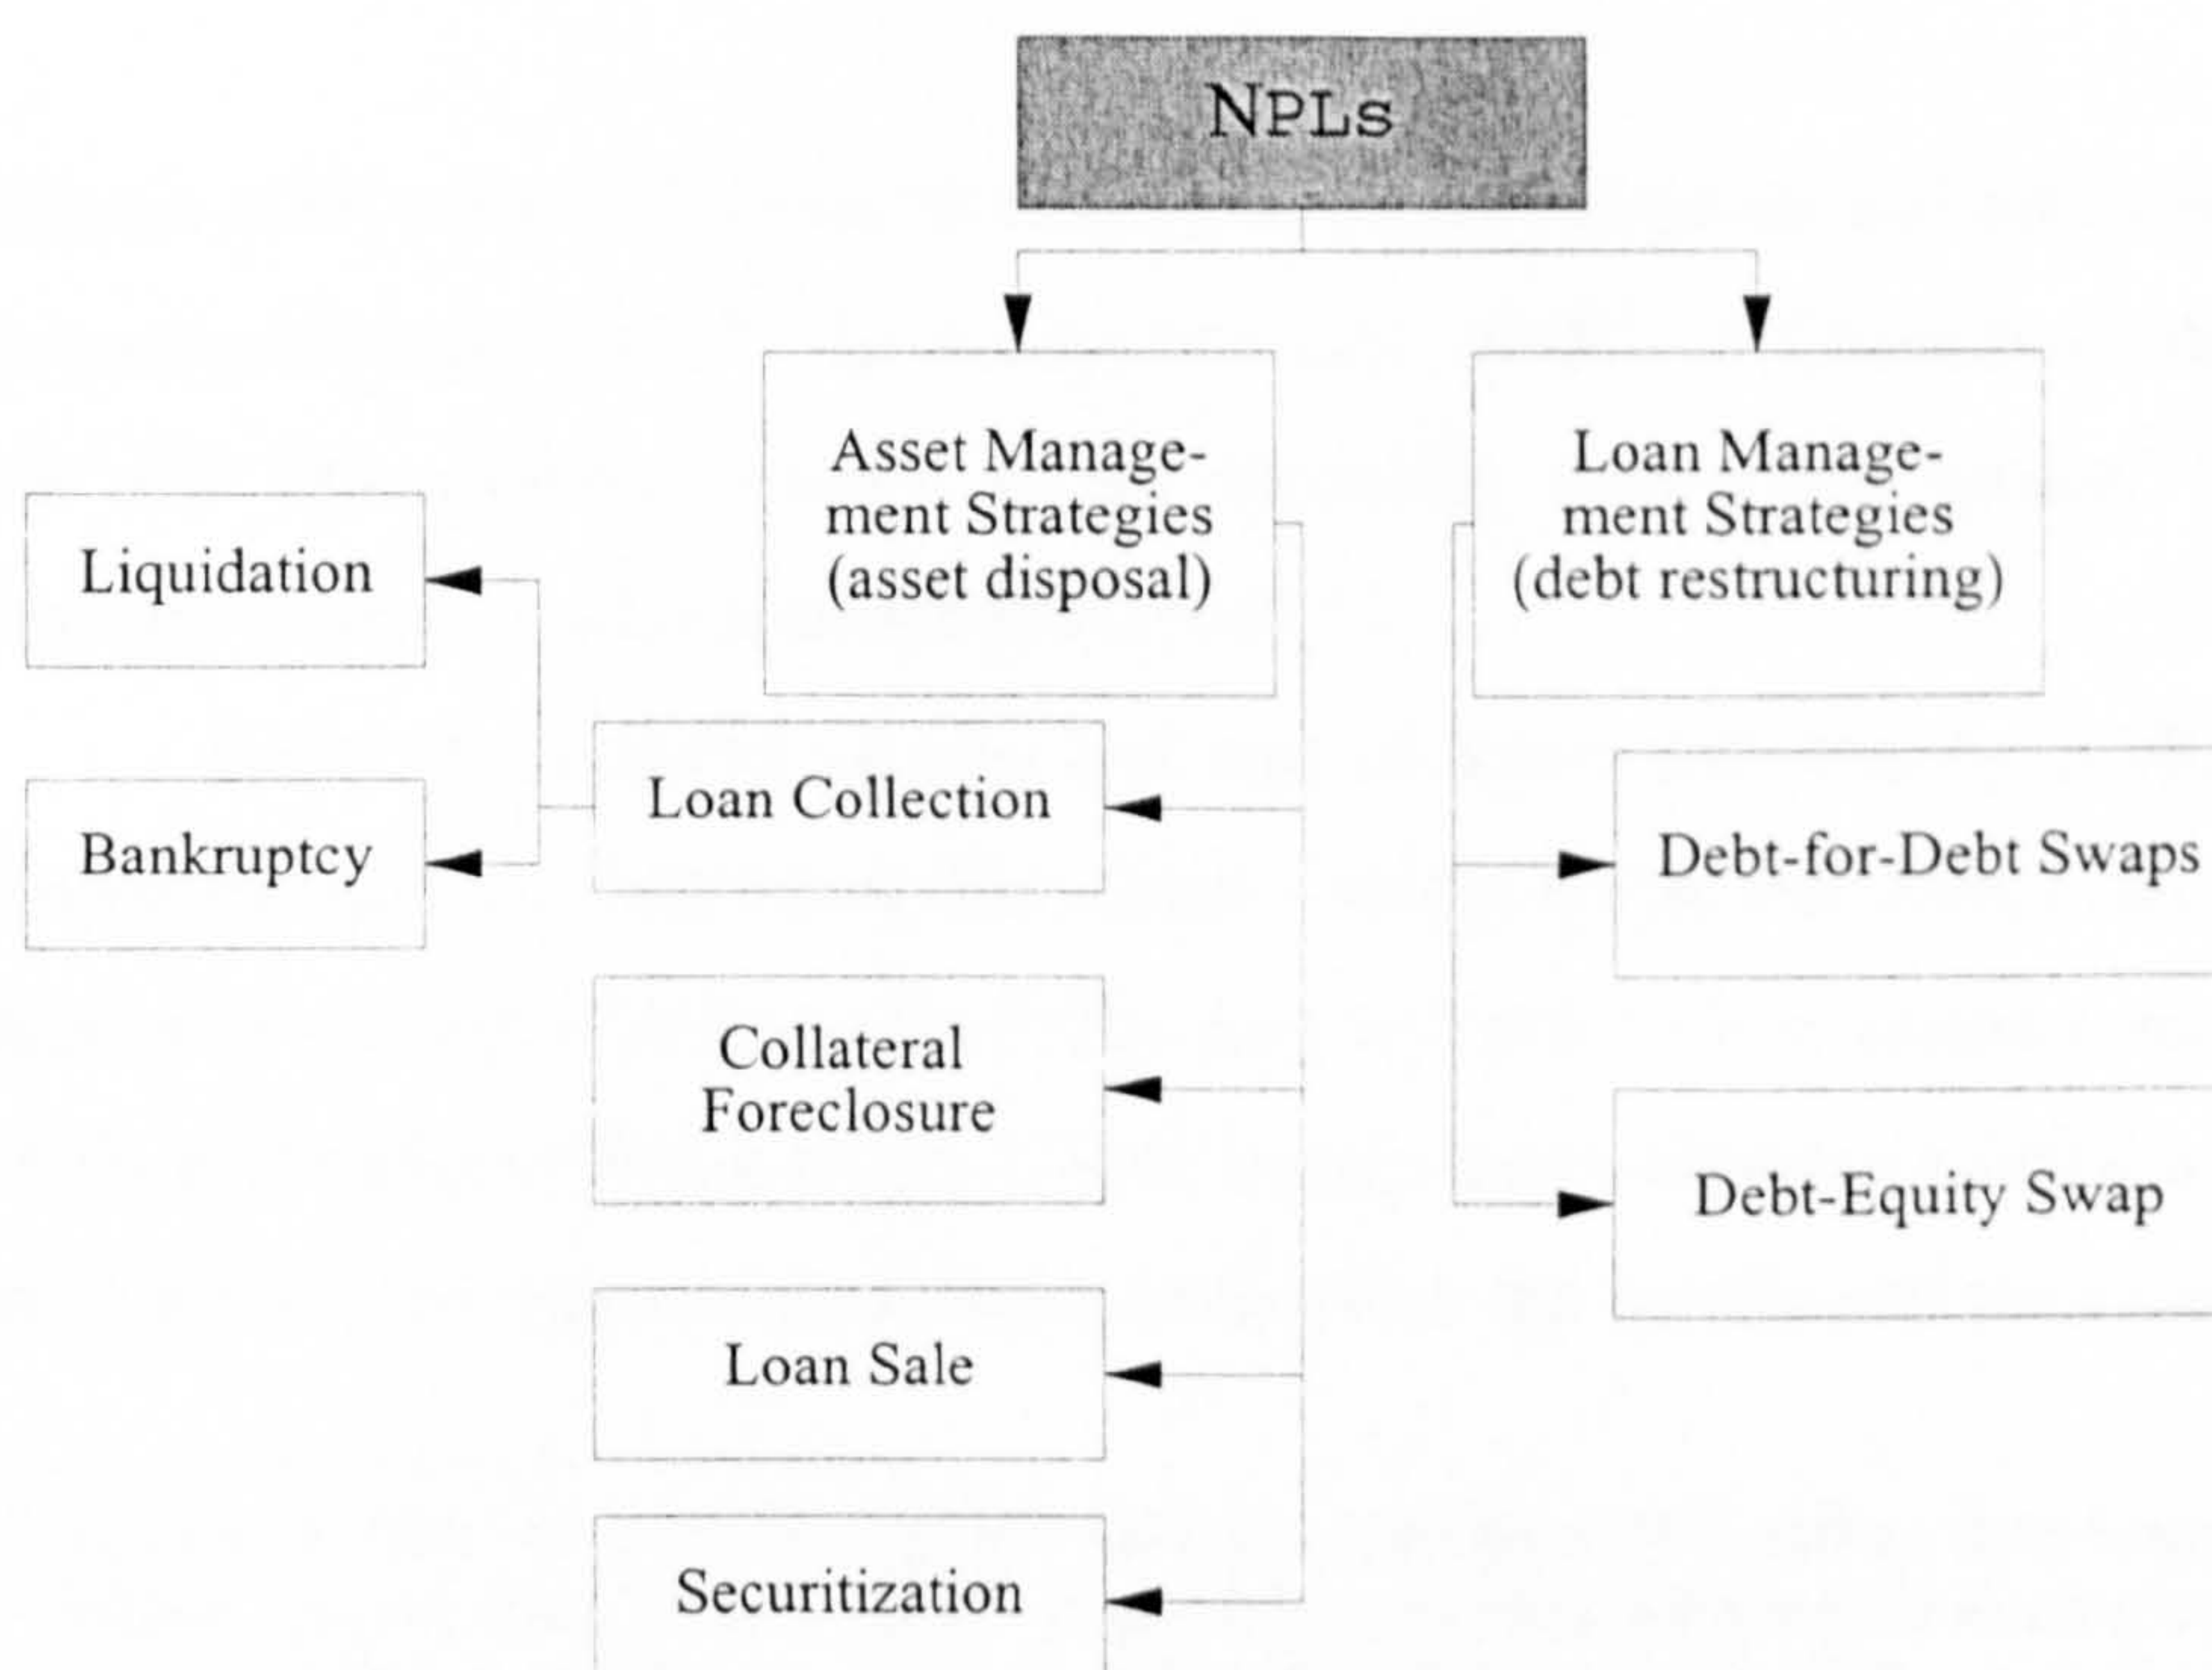 NPLs
Asset Manage-
ment Strategies
(asset disposal)
Loan Manage-
ment Strategies
(debt restructuring)
Liquidation
Bankruptcy
Loan Collection
Collateral
Foreclosure
Loan Sale
Securitization
Debt-for-Debt Swaps
Debt-Equity Swap